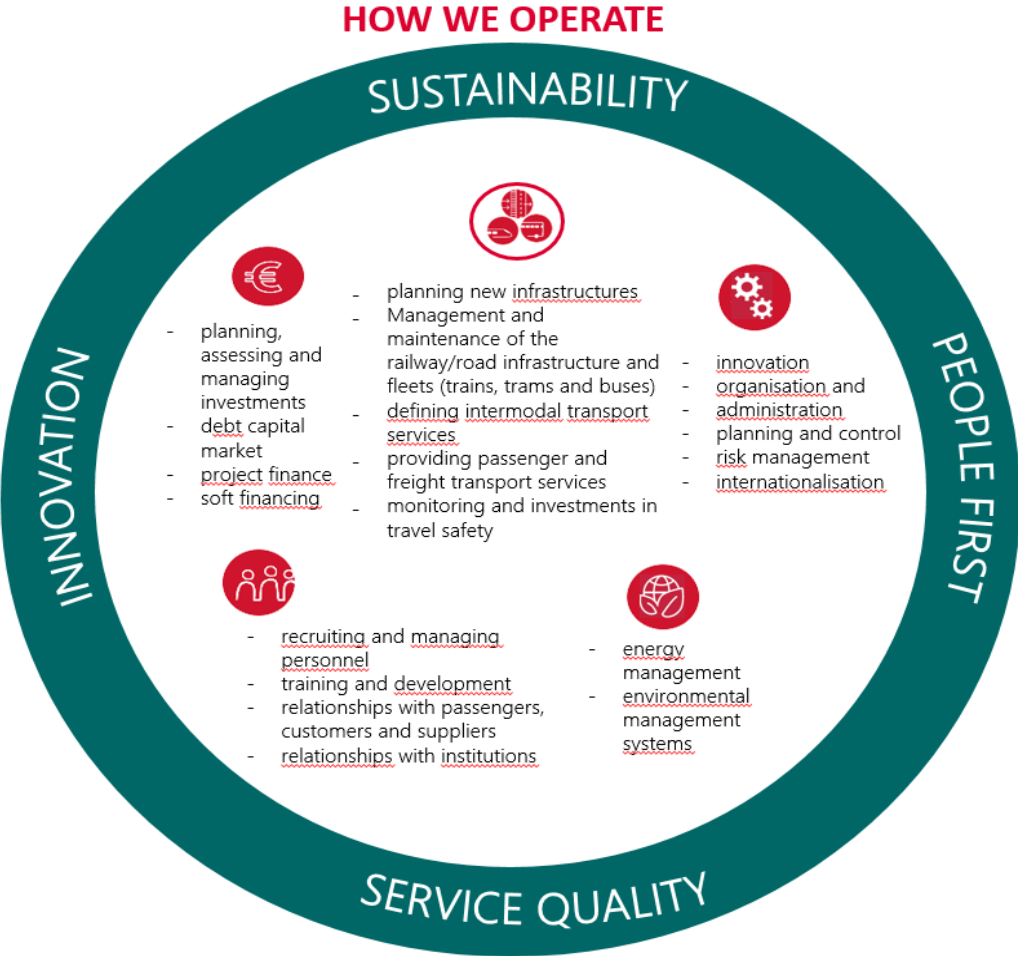 HOW WE OPERATE
SUSTAINABILITY
INNOVATION
PEOPLE FIRST
- planning,
assessing and
managing
investments
- debt capital
market
- project finance
- soft financing
- planning new infrastructures
- Management and
maintenance of the
railway/road infrastructure and
fleets (trains, trams and buses)
- defining intermodal transport
services
- providing passenger and
freight transport services
- monitoring and investments in
travel safety
- innovation
- organisation and
- administration
- planning and control
- risk management
- internationalisation
- recruiting and managing
personnel
- training and development
- relationships with passengers,
customers and suppliers
- relationships with institutions
- energy
management
- environmental
management
systems
SERVICE QUALITY